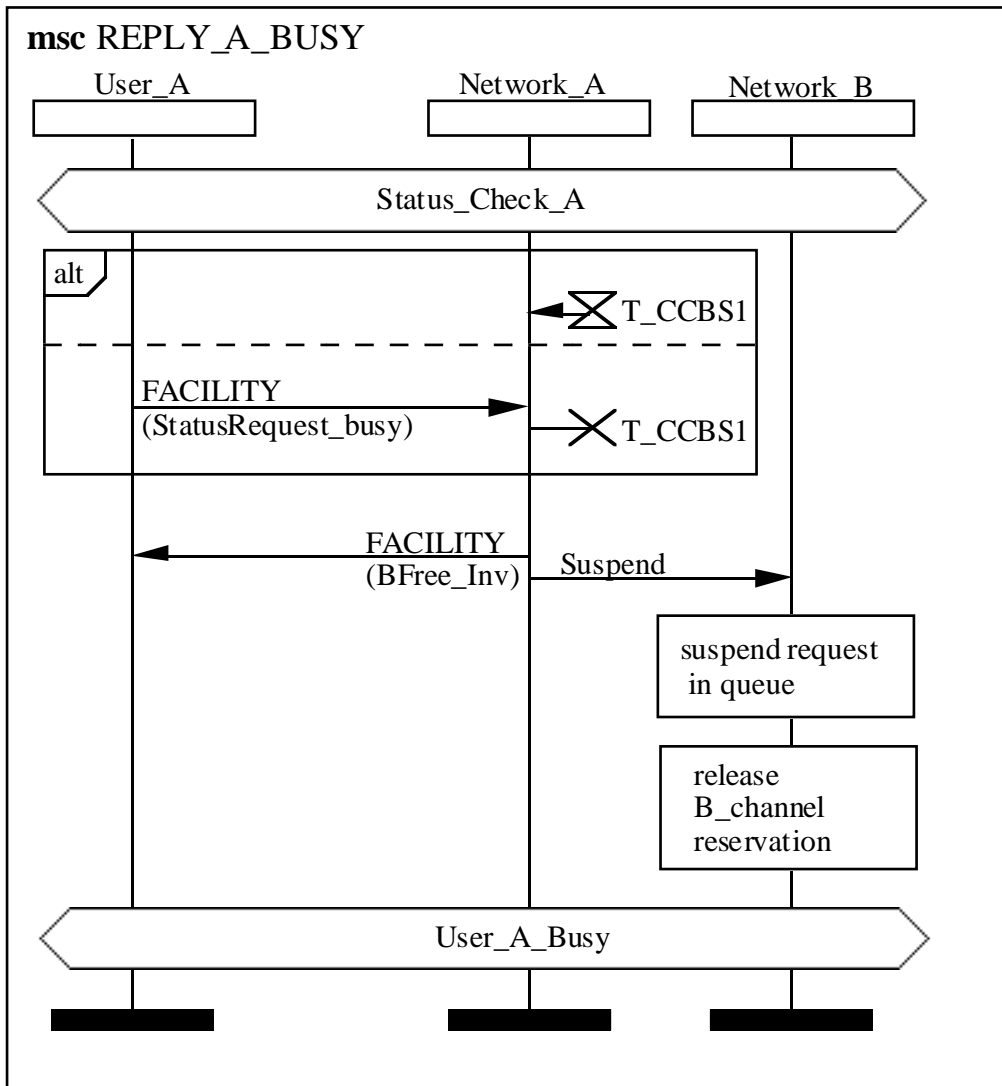 msc REPLY_A_BUSY
User_A
Network_A
Network_B
Status_Check_A
alt
T_CCBS1
FACILITY
(StatusRequest_busy)
T_CCBS1
FACILITY
(BFree_Inv)
Suspend
suspend request
in queue
release
B_channel
reservation
User_A_Busy